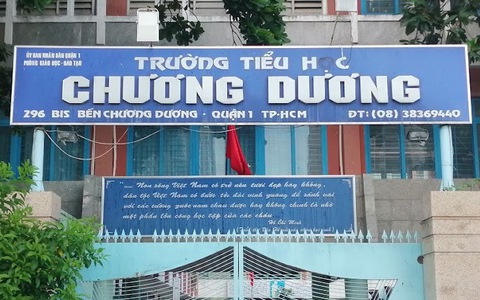 ỦY BAN NHÂN DÂN QUẬN 1
PHÒNG GIÁO DỤC - ĐÀO TẠO
TRƯỜNG TIỂU HỌC
CHƯƠNG DƯƠNG
296 BIS BẾN CHƯƠNG DƯƠNG - QUẬN 1 TP-HCM ĐT: (08) 38369440
"Non sông Việt Nam có trở nên tươi đẹp hay không,
dân tộc Việt Nam có được tới đài vinh quang để sánh vai
với các cường quốc năm châu được hay không chính là nhờ
một phần lớn công học tập của các cháu
Hồ Chí Minh